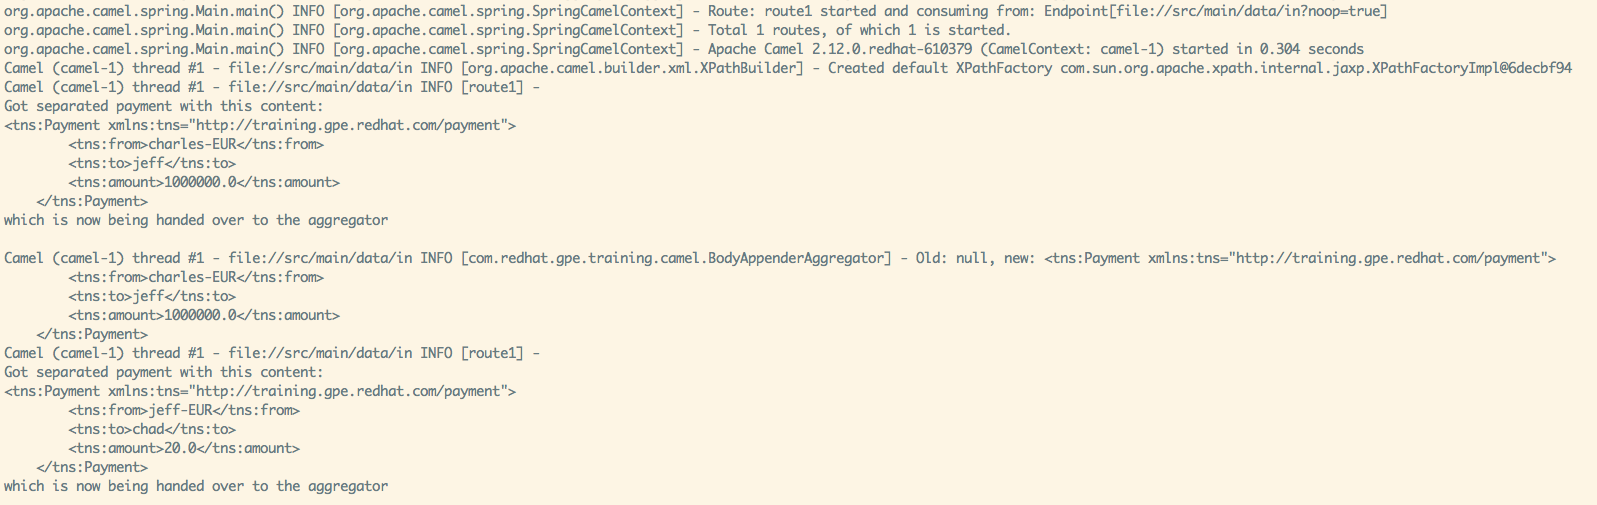 org.apache.camel.spring.Main.main() INFO [org.apache.camel.spring.SpringCamelContext] - Route: route1 started and consuming from: Endpoint[file://src/main/data/in?noop=true]
org.apache.camel.spring.Main.main() INFO [org.apache.camel.spring.SpringCamelContext] - Total 1 routes, of which 1 is started.
org.apache.camel.spring.Main.main() INFO [org.apache.camel.spring.SpringCamelContext] - Apache Camel 2.12.0.redhat-610379 (CamelContext: camel-1) started in 0.304 seconds
Camel (camel-1) thread #1 - file://src/main/data/in INFO [org.apache.camel.builder.xml.XPathBuilder] - Created default XPathFactory com.sun.org.apache.xpath.internal.jaxp.XPathFactoryImpl@6decbf94
Camel (camel-1) thread #1 - file://src/main/data/in INFO [route1] -
Got separated payment with this content:
<tns:Payment xmlns:tns="http://training.gpe.redhat.com/payment">
        <tns:from>charles-EUR</tns:from>
        <tns:to>jeff</tns:to>
        <tns:amount>1000000.0</tns:amount>
    </tns:Payment>
which is now being handed over to the aggregator
Camel (camel-1) thread #1 - file://src/main/data/in INFO [com.redhat.gpe.training.camel.BodyAppenderAggregator] - Old: null, new: <tns:Payment xmlns:tns="http://training.gpe.redhat.com/payment">
        <tns:from>charles-EUR</tns:from>
        <tns:to>jeff</tns:to>
        <tns:amount>1000000.0</tns:amount>
    </tns:Payment>
Camel (camel-1) thread #1 - file://src/main/data/in INFO [route1] -
Got separated payment with this content:
<tns:Payment xmlns:tns="http://training.gpe.redhat.com/payment">
        <tns:from>jeff-EUR</tns:from>
        <tns:to>chad</tns:to>
        <tns:amount>20.0</tns:amount>
    </tns:Payment>
which is now being handed over to the aggregator